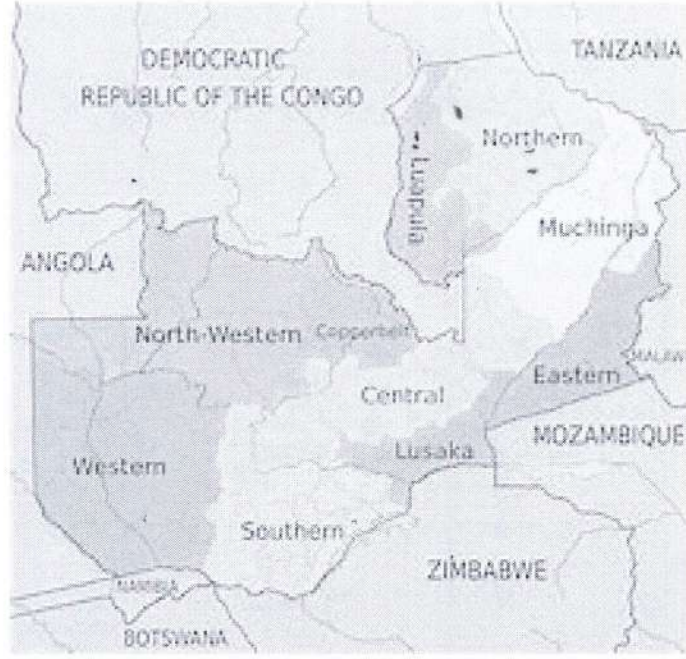 DEMOCRATIC
REPUBLIC OF THE CONGO
TANZANIA
Northern
Luapula
Muchinga
ANGOLA
North-Western
Copperbelt
MALAW
Eastern
Central
MOZAMBIQUE
Lusaka
Western
Southern
ZIMBABWE
NAMIBIA
BOTSWANA